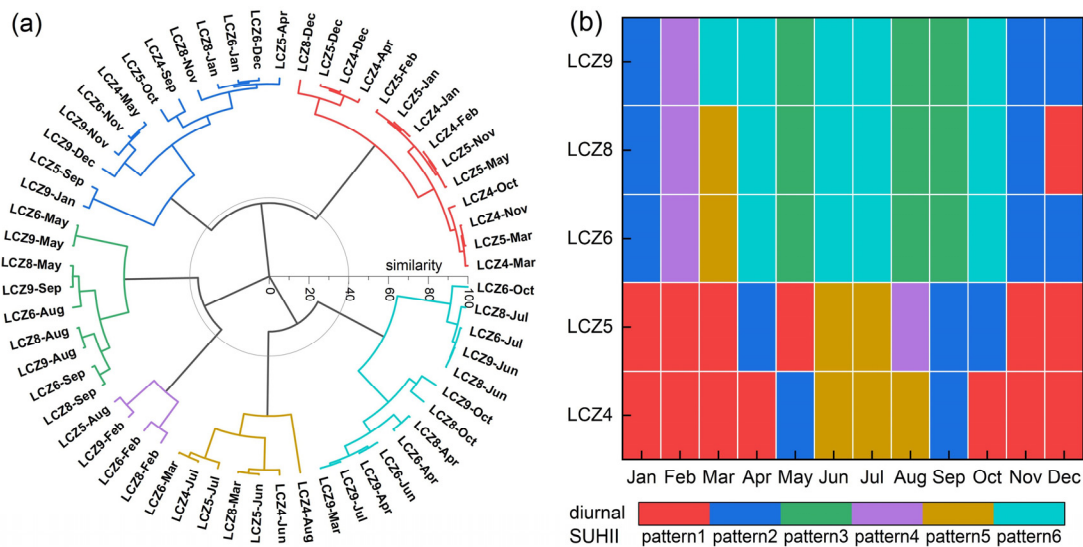 (a)
LCZ8-Dec
LCZ5-Dec
LCZ4-Dec
LCZ4-Apr
LCZ5-Feb
LCZ5-Jan
LCZ4-Jan
LCZ4-Feb
LCZ5-Nov
LCZ5-May
LCZ4-Oct
LCZ4-Nov
LCZ5-Mar
LCZ4-Mar
LCZ6-Oct
LCZ8-Jul
LCZ6-Jul
LCZ9-Jun
LCZ8-Jun
LCZ9-Oct
LCZ8-Oct
LCZ8-Apr
LCZ6-Apr
LCZ6-Jun
LCZ9-Apr
LCZ9-Jul
LCZ9-Mar
LCZ4-Aug
LCZ4-Jun
LCZ5-Jun
LCZ8-Mar
LCZ5-Jul
LCZ4-Jul
LCZ6-Mar
LCZ8-Feb
LCZ6-Feb
LCZ9-Feb
LCZ5-Aug
LCZ8-Sep
LCZ6-Sep
LCZ9-Aug
LCZ8-Aug
LCZ6-Aug
LCZ9-Sep
LCZ8-May
LCZ9-May
LCZ6-May
LCZ9-Jan
LCZ5-Sep
LCZ9-Dec
LCZ9-Nov
LCZ6-Nov
LCZ4-May
LCZ5-Oct
LCZ4-Sep
LCZ8-Nov
LCZ8-Jan
LCZ6-Jan
LCZ6-Dec
LCZ5-Apr
similarity
0 20 40 60 80 100
(b)
LCZ9
LCZ8
LCZ6
LCZ5
LCZ4
Jan Feb Mar Apr May Jun Jul Aug Sep Oct Nov Dec
diurnal
SUHII pattern1 pattern2 pattern3 pattern4 pattern5 pattern6